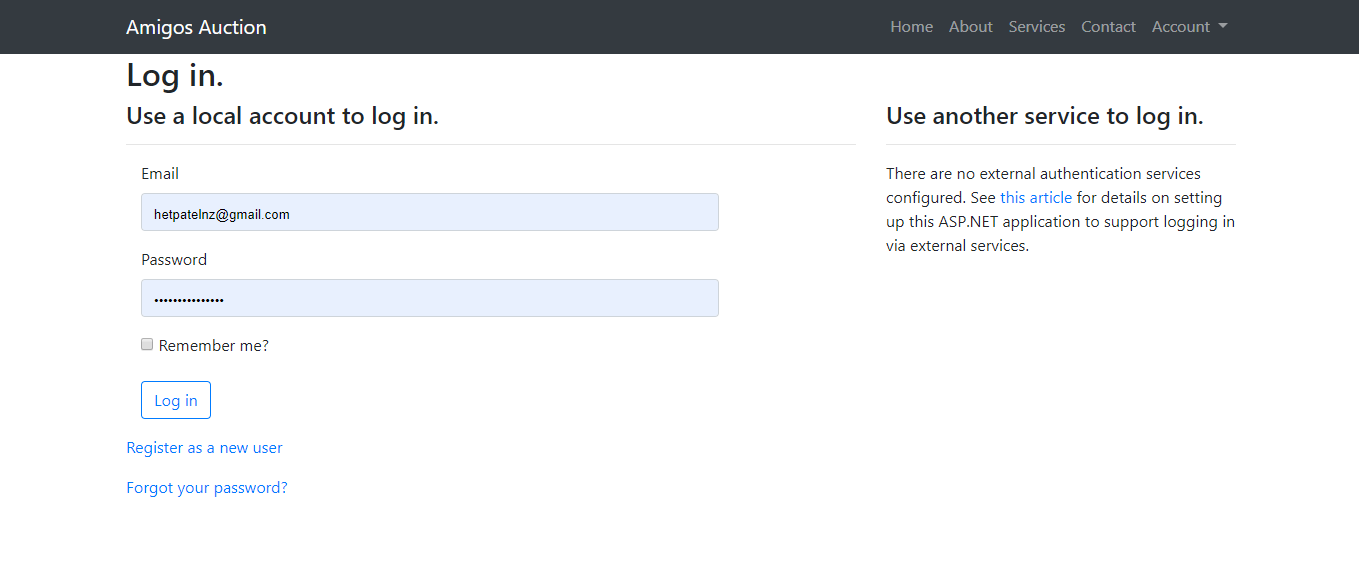 Amigos Auction
Home About Services Contact Account
Log in.
Use a local account to log in.
Email
hetpatelnz@gmail.com
Password
•••••••••••••••
Remember me?
Log in
Register as a new user
Forgot your password?
Use another service to log in.
There are no external authentication services
configured. See this article for details on setting
up this ASP.NET application to support logging in
via external services.